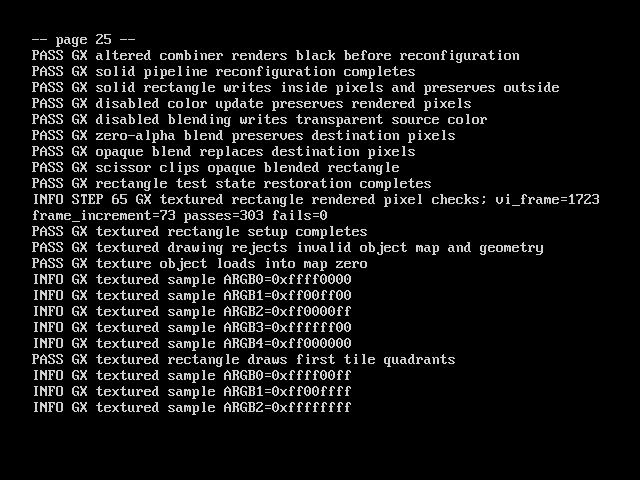 -- page 25 --
PASS GX altered combiner renders black before reconfiguration
PASS GX solid pipeline reconfiguration completes
PASS GX solid rectangle writes inside pixels and preserves outside
PASS GX disabled color update preserves rendered pixels
PASS GX disabled blending writes transparent source color
PASS GX zero-alpha blend preserves destination pixels
PASS GX opaque blend replaces destination pixels
PASS GX scissor clips opaque blended rectangle
PASS GX rectangle test state restoration completes
INFO STEP 65 GX textured rectangle rendered pixel checks; vi_frame=1723
frame_increment=73 passes=303 fails=0
PASS GX textured rectangle setup completes
PASS GX textured drawing rejects invalid object map and geometry
PASS GX texture object loads into map zero
INFO GX textured sample ARGB0=0xffff0000
INFO GX textured sample ARGB1=0xff00ff00
INFO GX textured sample ARGB2=0xff0000ff
INFO GX textured sample ARGB3=0xffffff00
INFO GX textured sample ARGB4=0xff000000
PASS GX textured rectangle draws first tile quadrants
INFO GX textured sample ARGB0=0xffff00ff
INFO GX textured sample ARGB1=0xff00ffff
INFO GX textured sample ARGB2=0xffffffff